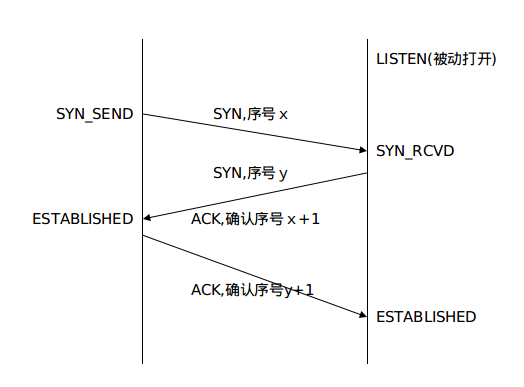 LISTEN(被动打开)
SYN_SEND
SYN,序号 x
SYN_RCVD
SYN,序号 y
ESTABLISHED
ACK,确认序号 x+1
ACK,确认序号y+1
ESTABLISHED